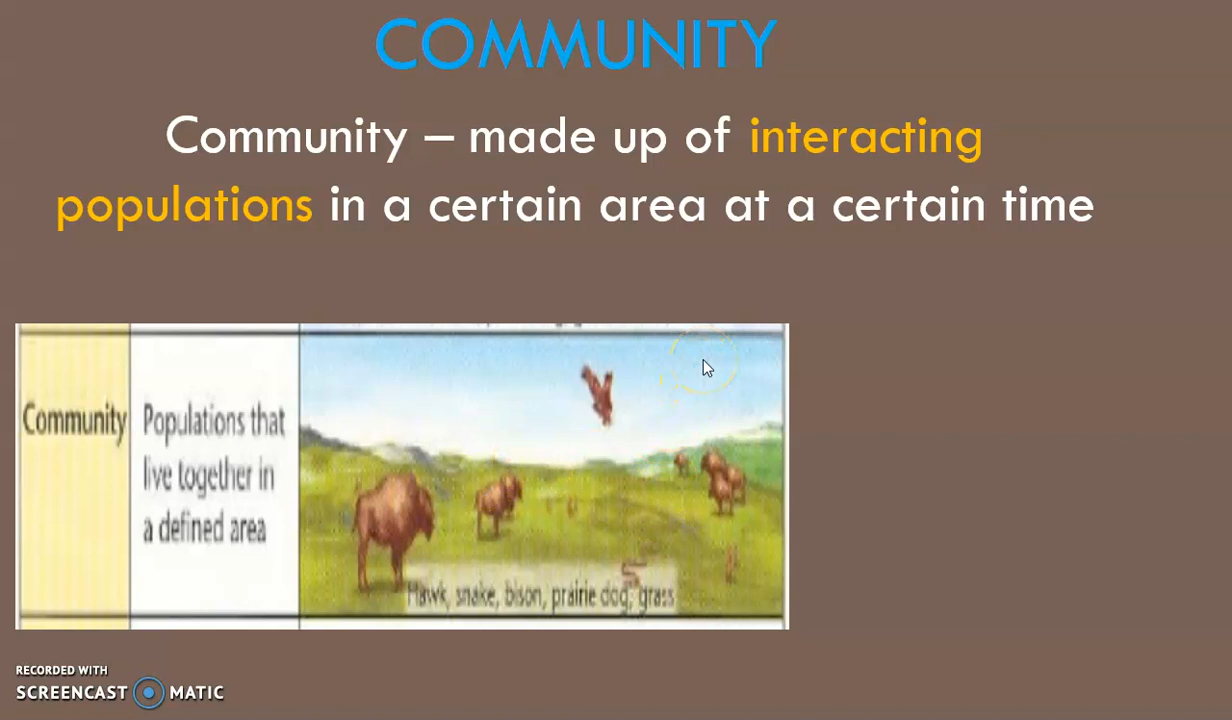 COMMUNITY
Community – made up of interacting
populations in a certain area at a certain time
Community
Populations that
live together in
a defined area
Hawk, snake, bison, prairie dog, grass
RECORDED WITH
SCREENCAST MATIC